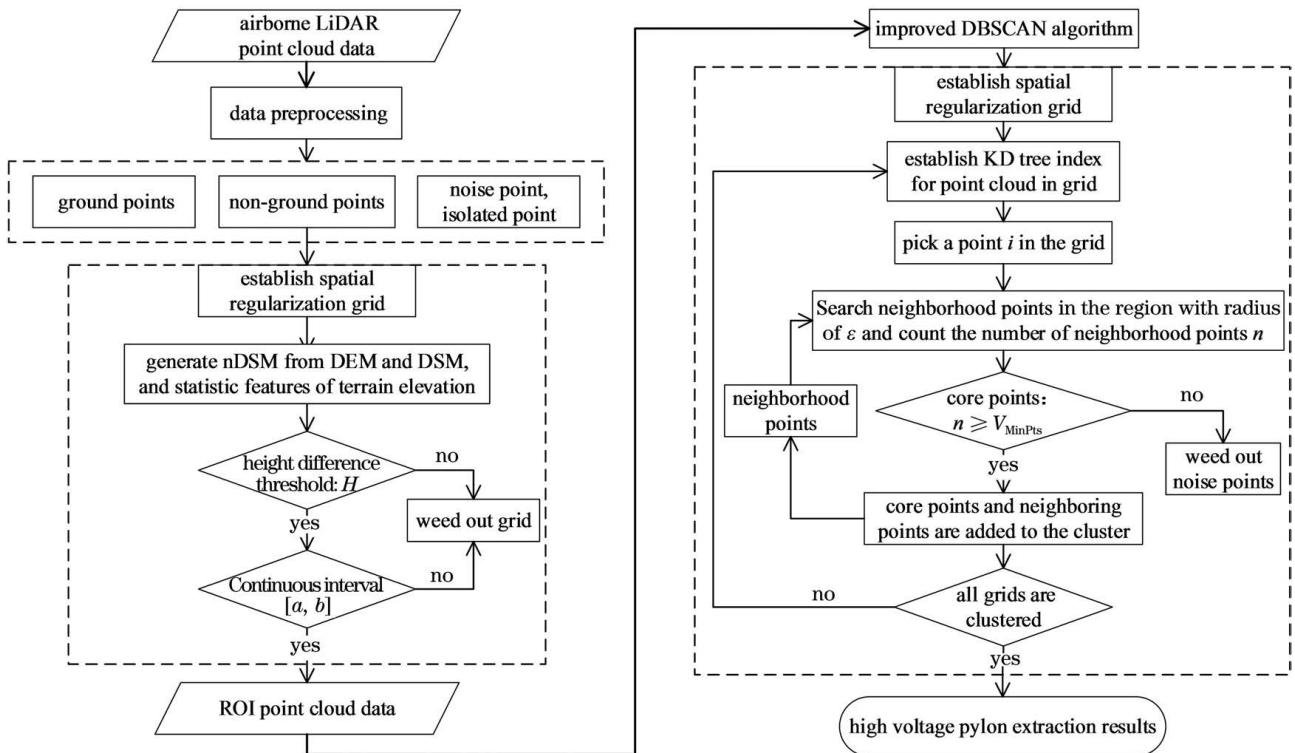 airborne LiDAR
point cloud data
data preprocessing
ground points
non-ground points
noise point,
isolated point
establish spatial
regularization grid
generate nDSM from DEM and DSM,
and statistic features of terrain elevation
height difference
threshold: H
no
yes
weed out grid
Continuous interval
[a, b]
no
yes
ROI point cloud data
improved DBSCAN algorithm
establish spatial
regularization grid
establish KD tree index
for point cloud in grid
pick a point i in the grid
Search neighborhood points in the region with radius
of ε and count the number of neighborhood points n
neighborhood
points
core points:
n ⩾ V_MinPts
no
yes
weed out
noise points
core points and neighboring
points are added to the cluster
no
all grids are
clustered
yes
high voltage pylon extraction results